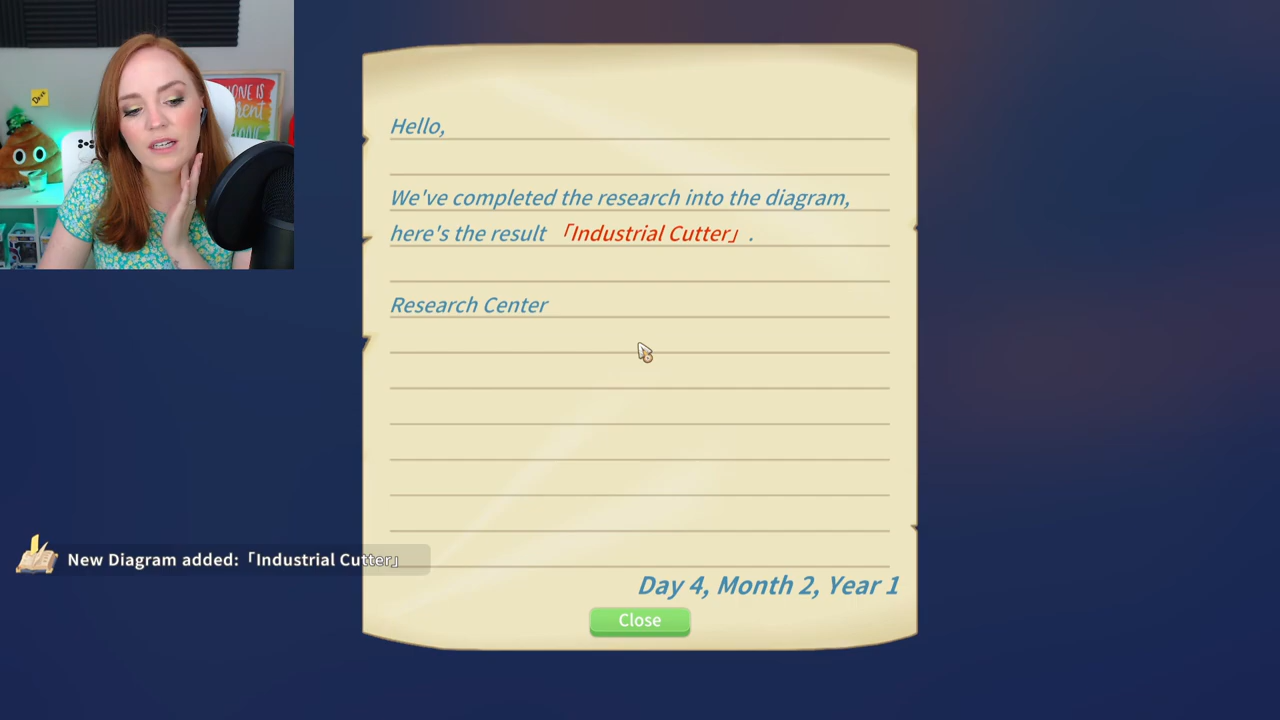 Hello,
We've completed the research into the diagram,
here's the result 「Industrial Cutter」 .
Research Center
New Diagram added:「Industrial Cutter」
Day 4, Month 2, Year 1
Close